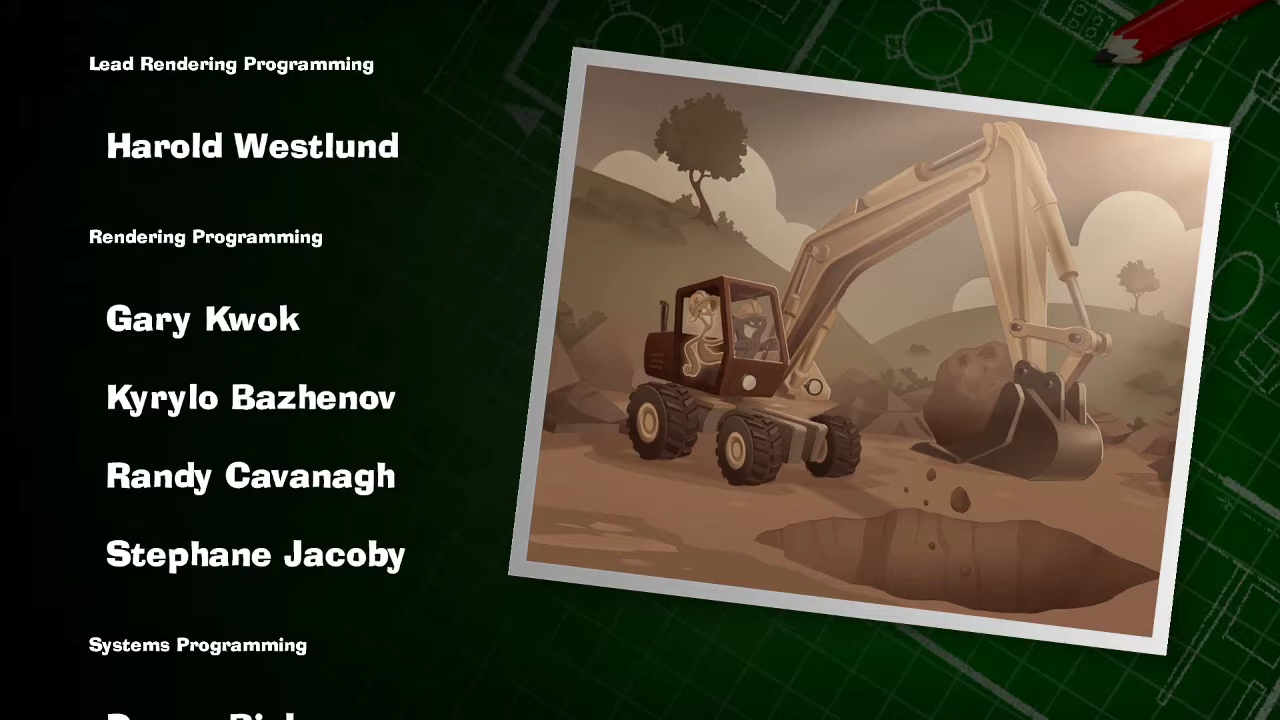 Lead Rendering Programming
Harold Westlund
Rendering Programming
Gary Kwok
Kyrylo Bazhenov
Randy Cavanagh
Stephane Jacoby
Systems Programming